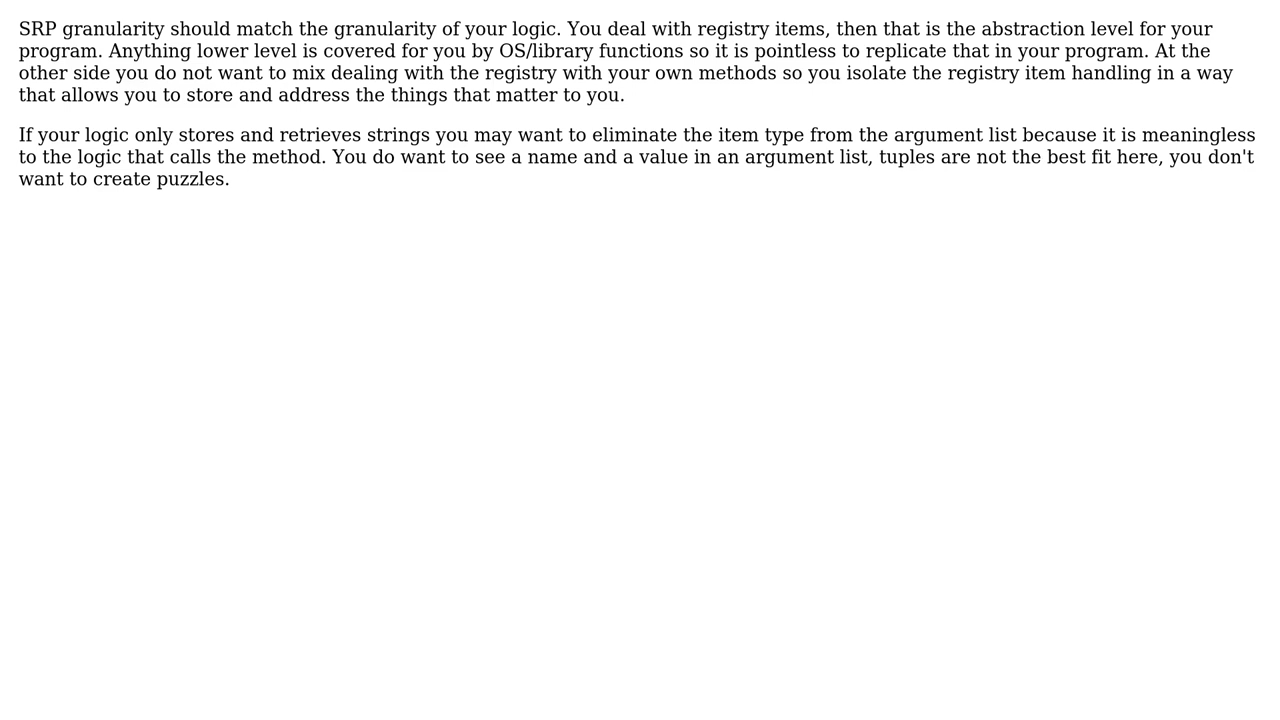 SRP granularity should match the granularity of your logic. You deal with registry items, then that is the abstraction level for your
program. Anything lower level is covered for you by OS/library functions so it is pointless to replicate that in your program. At the
other side you do not want to mix dealing with the registry with your own methods so you isolate the registry item handling in a way
that allows you to store and address the things that matter to you.
If your logic only stores and retrieves strings you may want to eliminate the item type from the argument list because it is meaningless
to the logic that calls the method. You do want to see a name and a value in an argument list, tuples are not the best fit here, you don't
want to create puzzles.